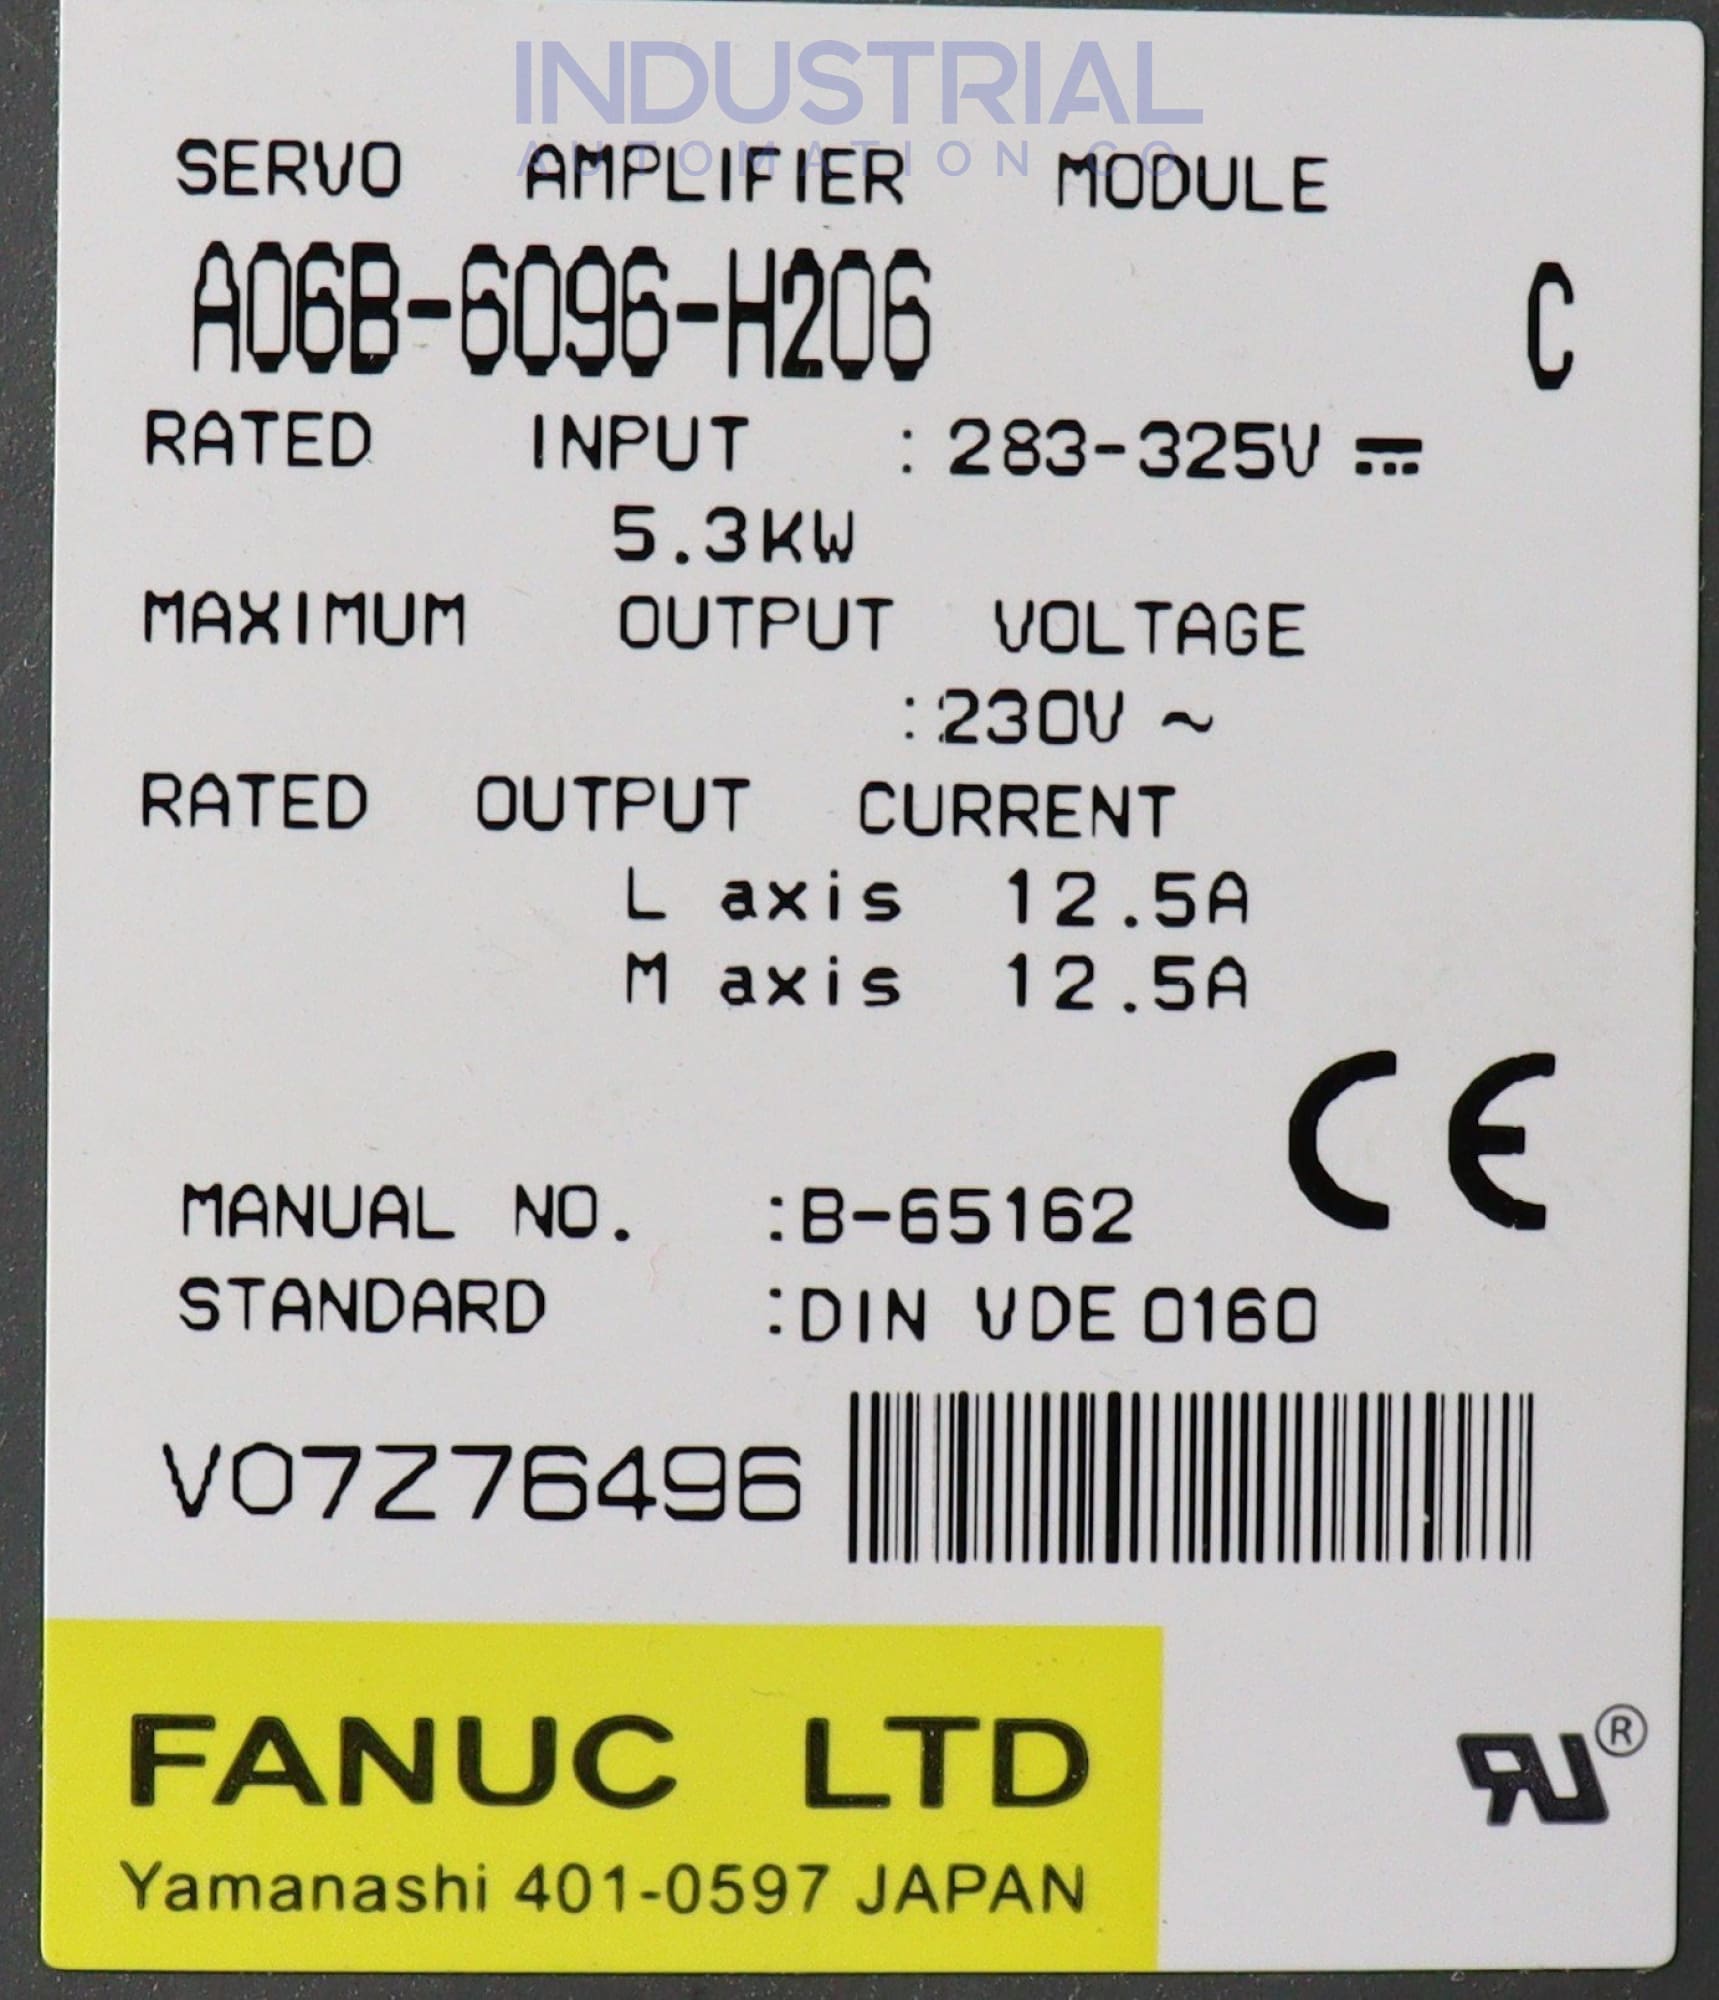 INDUSTRIAL
AUTOMATION CO.
SERVO AMPLIFIER MODULE
A06B-6096-H206 C
RATED INPUT : 283-325V ⎓
5.3KW
MAXIMUM OUTPUT VOLTAGE
:230V ~
RATED OUTPUT CURRENT
L axis 12.5A
M axis 12.5A
CE
MANUAL NO. :B-65162
STANDARD :DIN VDE 0160
V07Z76496
FANUC LTD
Yamanashi 401-0597 JAPAN
RU®